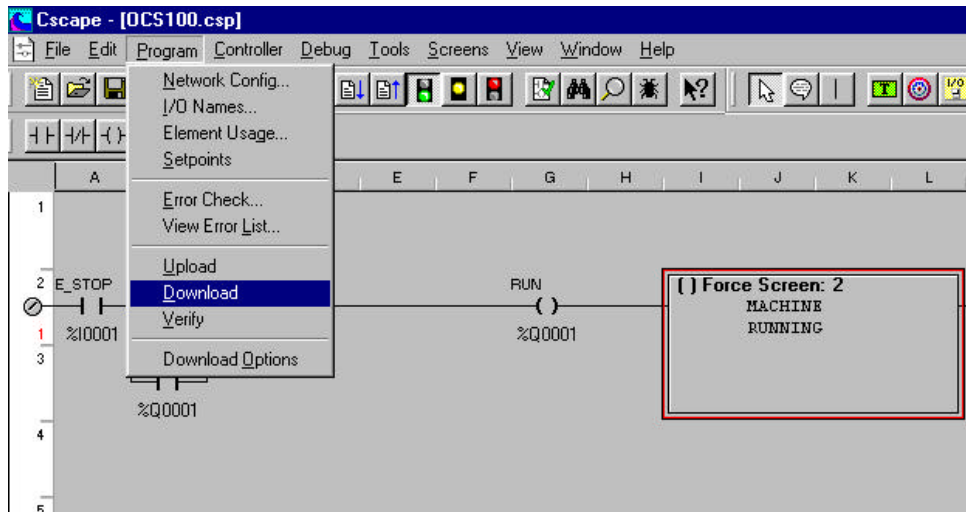 Cscape - [OCS100.csp]
File Edit Program Controller Debug Tools Screens View Window Help
Network Config...
I/O Names...
Element Usage...
Setpoints
Error Check...
View Error List...
Upload
Download
Verify
Download Options
T I/O
A E F G H I J K L
1
2 E_STOP RUN ( ) Force Screen: 2
MACHINE
RUNNING
1 %I0001 %Q0001
3
%Q0001
4
5